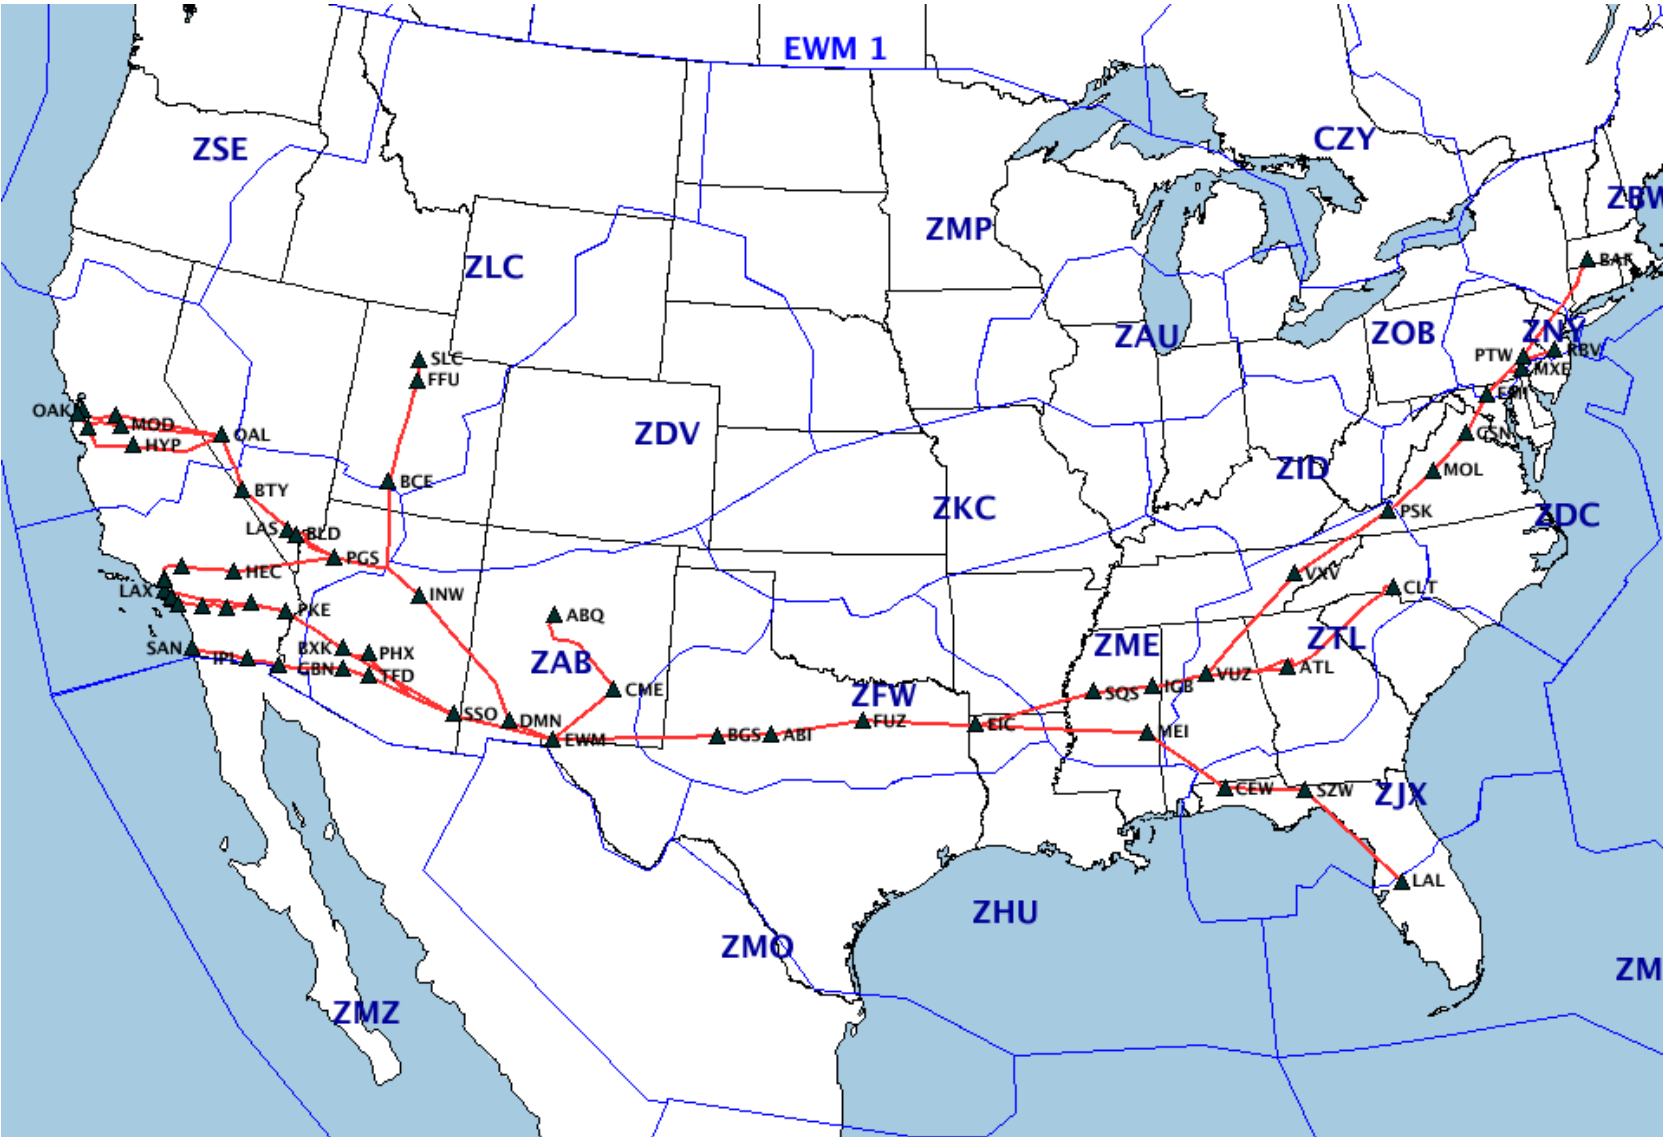 EWM 1
CZY
ZSE
ZBW
ZMP
ZLC
BAF
ZNY
ZAU
ZOB
RBV
PTW
SLC
MXE
FFU
OAK
MOD
OAL
ZDV
CSN
HYP
ZID
MOL
BCE
BTY
ZKC
PSK
ZDC
LAS
BLD
PGS
HEC
VXV
LAX
INW
CLT
PKE
ABQ
ZME
ZTL
SAN
IPL
BXK
PHX
ZAB
ATL
GBN
TFD
VUZ
CME
ZFW
SQS
IGB
SSO
DMN
FUZ
EIC
EWM
BGS
ABI
MEI
CEW
SZW
ZJX
LAL
ZHU
ZMO
ZM
ZMZ